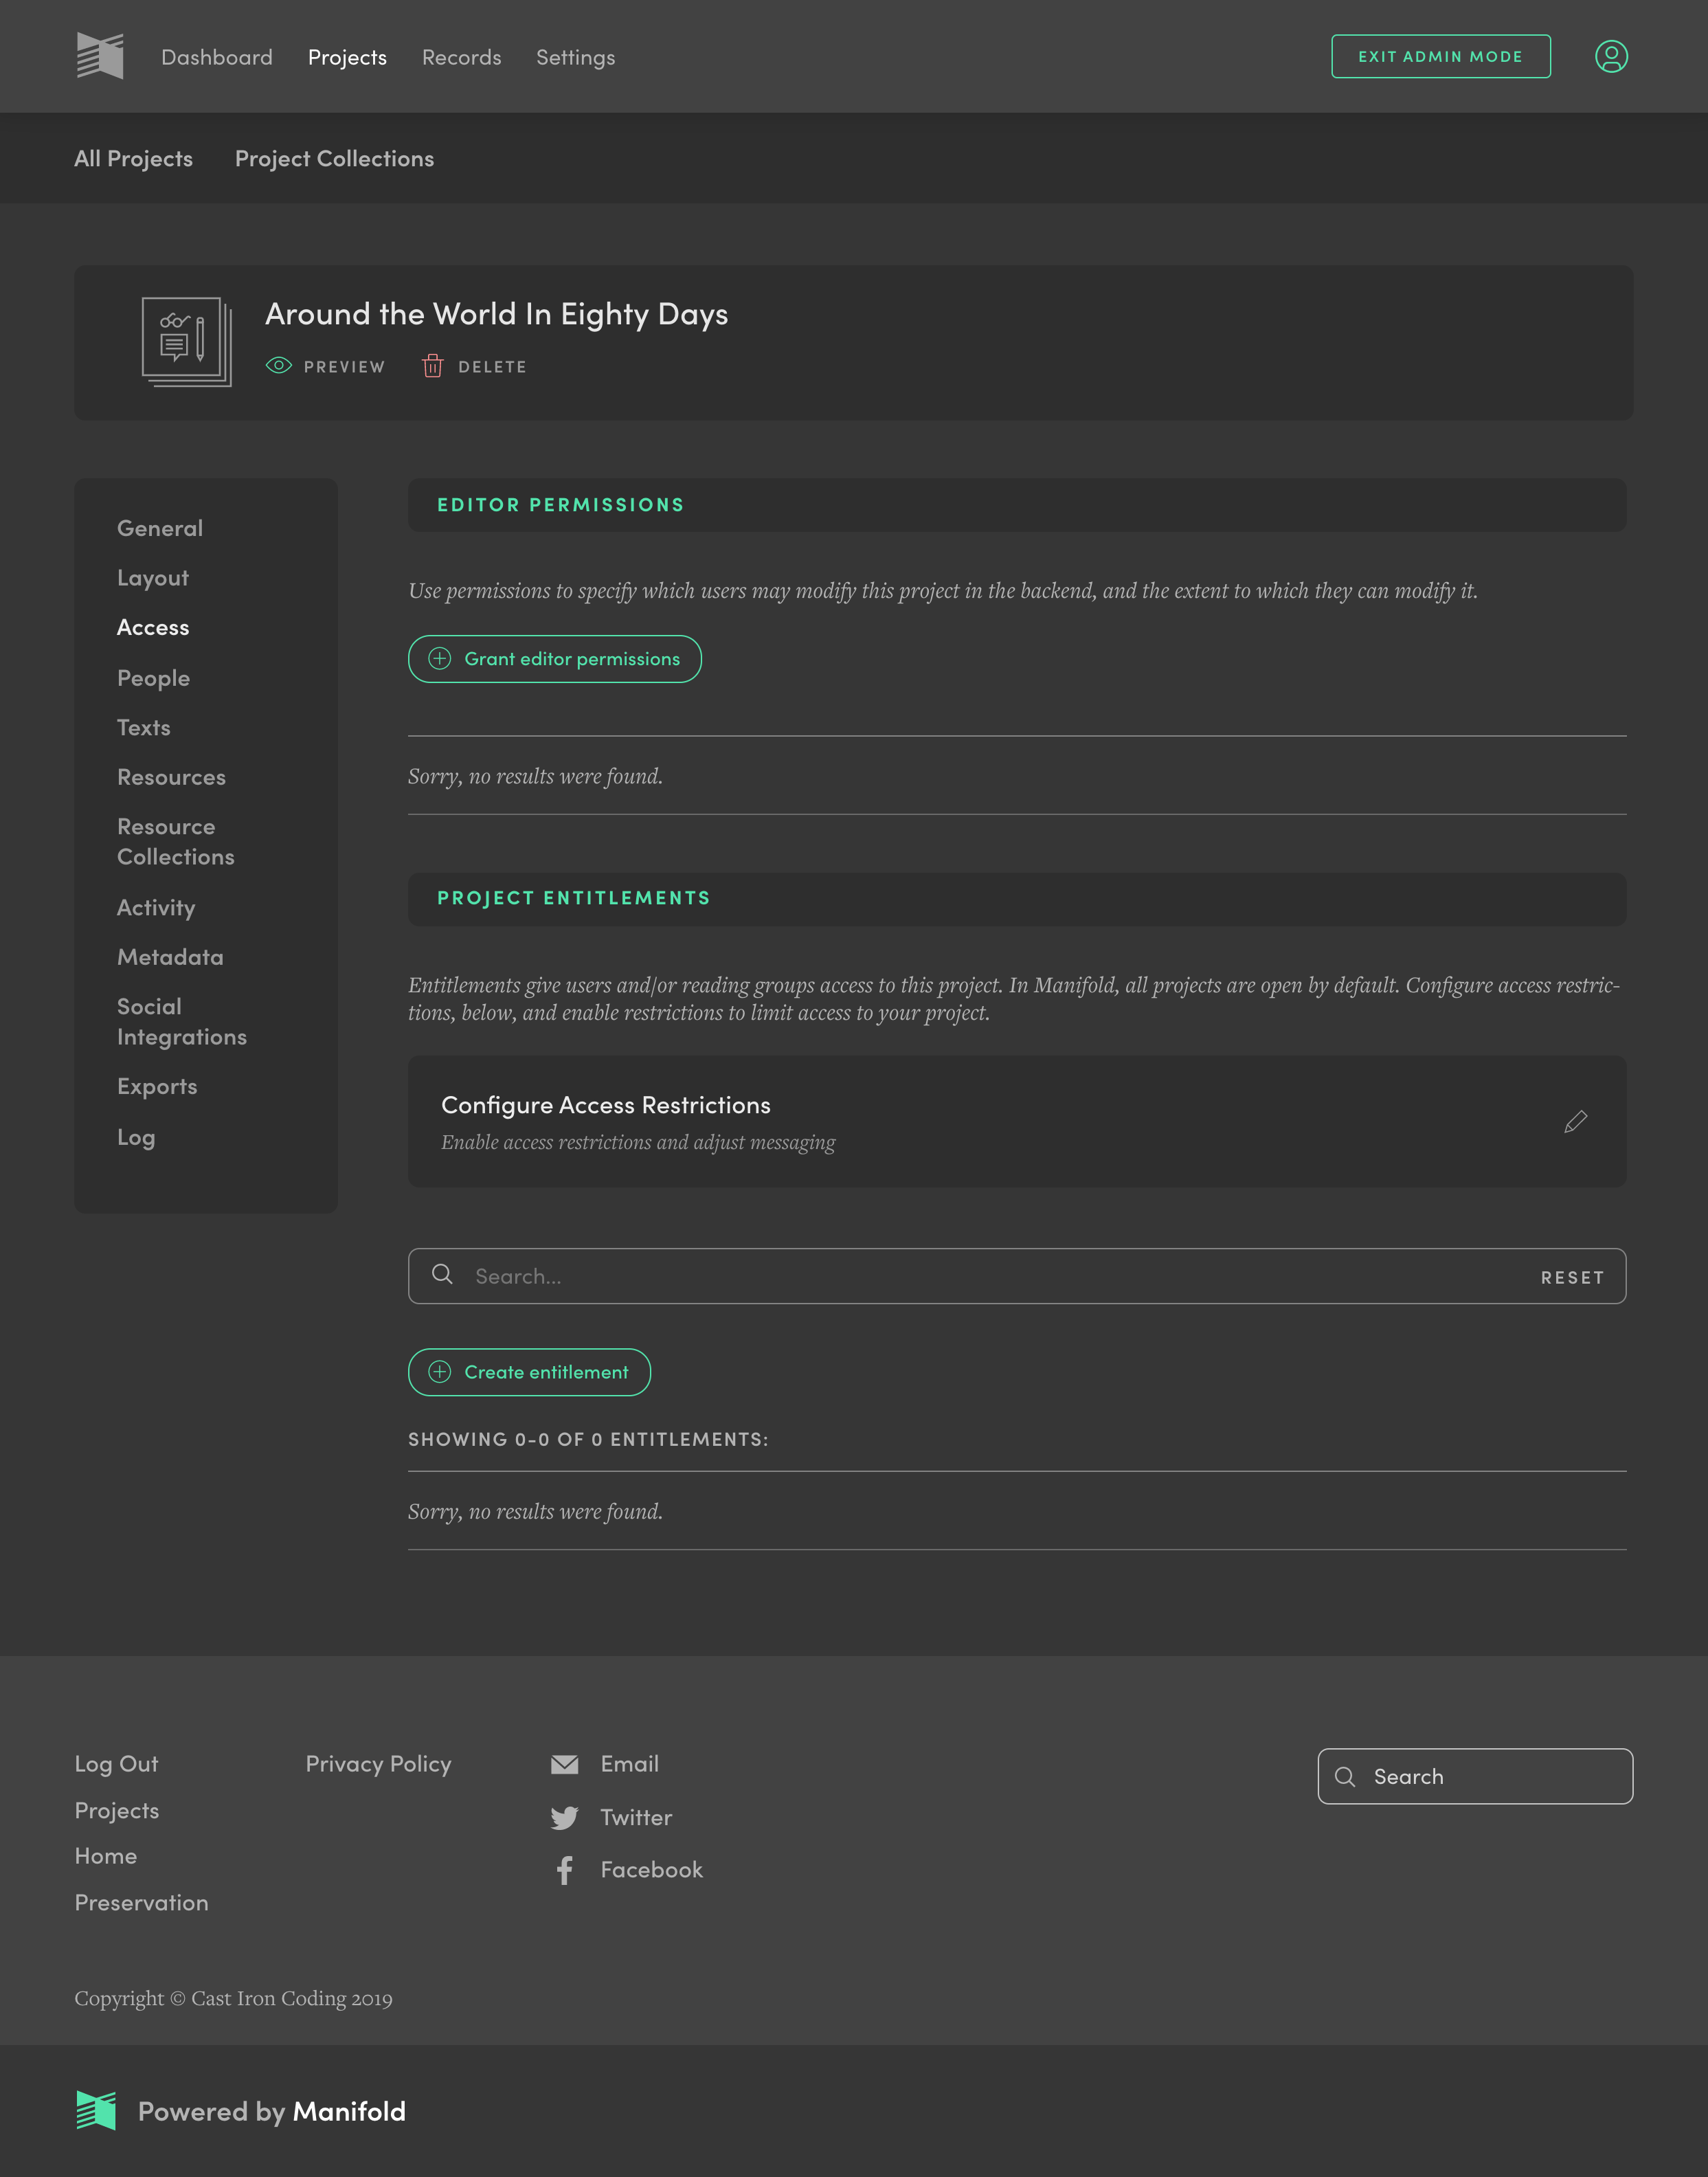 Dashboard Projects Records Settings EXIT ADMIN MODE
All Projects Project Collections
Around the World In Eighty Days
PREVIEW DELETE
General
Layout
Access
People
Texts
Resources
Resource
Collections
Activity
Metadata
Social
Integrations
Exports
Log
EDITOR PERMISSIONS
Use permissions to specify which users may modify this project in the backend, and the extent to which they can modify it.
Grant editor permissions
Sorry, no results were found.
PROJECT ENTITLEMENTS
Entitlements give users and/or reading groups access to this project. In Manifold, all projects are open by default. Configure access restric-
tions, below, and enable restrictions to limit access to your project.
Configure Access Restrictions
Enable access restrictions and adjust messaging
Search... RESET
Create entitlement
SHOWING 0-0 OF 0 ENTITLEMENTS:
Sorry, no results were found.
Log Out
Projects
Home
Preservation
Privacy Policy
Email
Twitter
Facebook
Search
Copyright © Cast Iron Coding 2019
Powered by Manifold